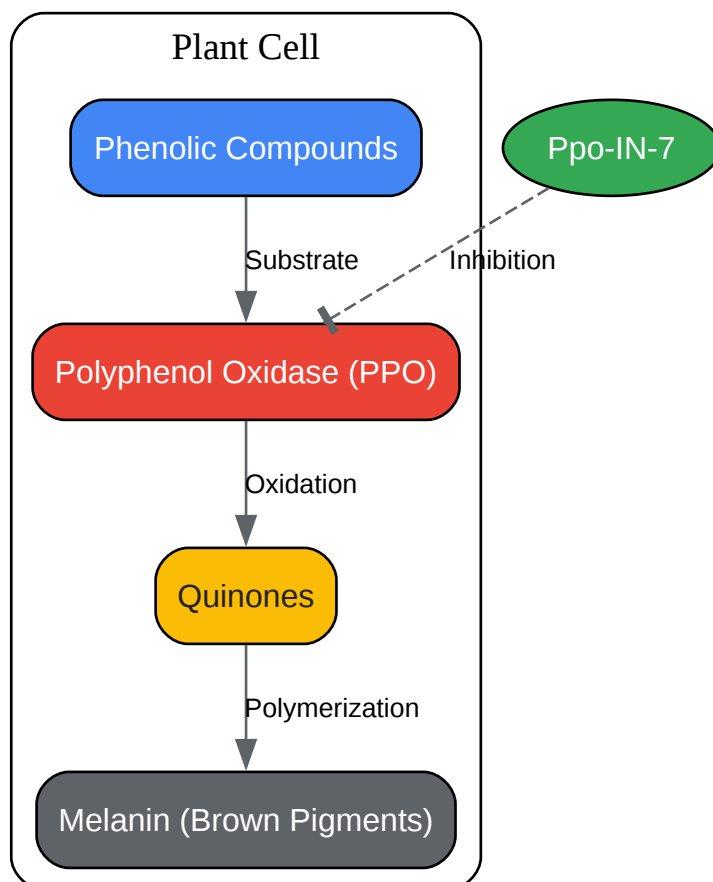 Plant Cell
Phenolic Compounds
Ppo-IN-7
Substrate
Inhibition
Polyphenol Oxidase (PPO)
Oxidation
Quinones
Polymerization
Melanin (Brown Pigments)